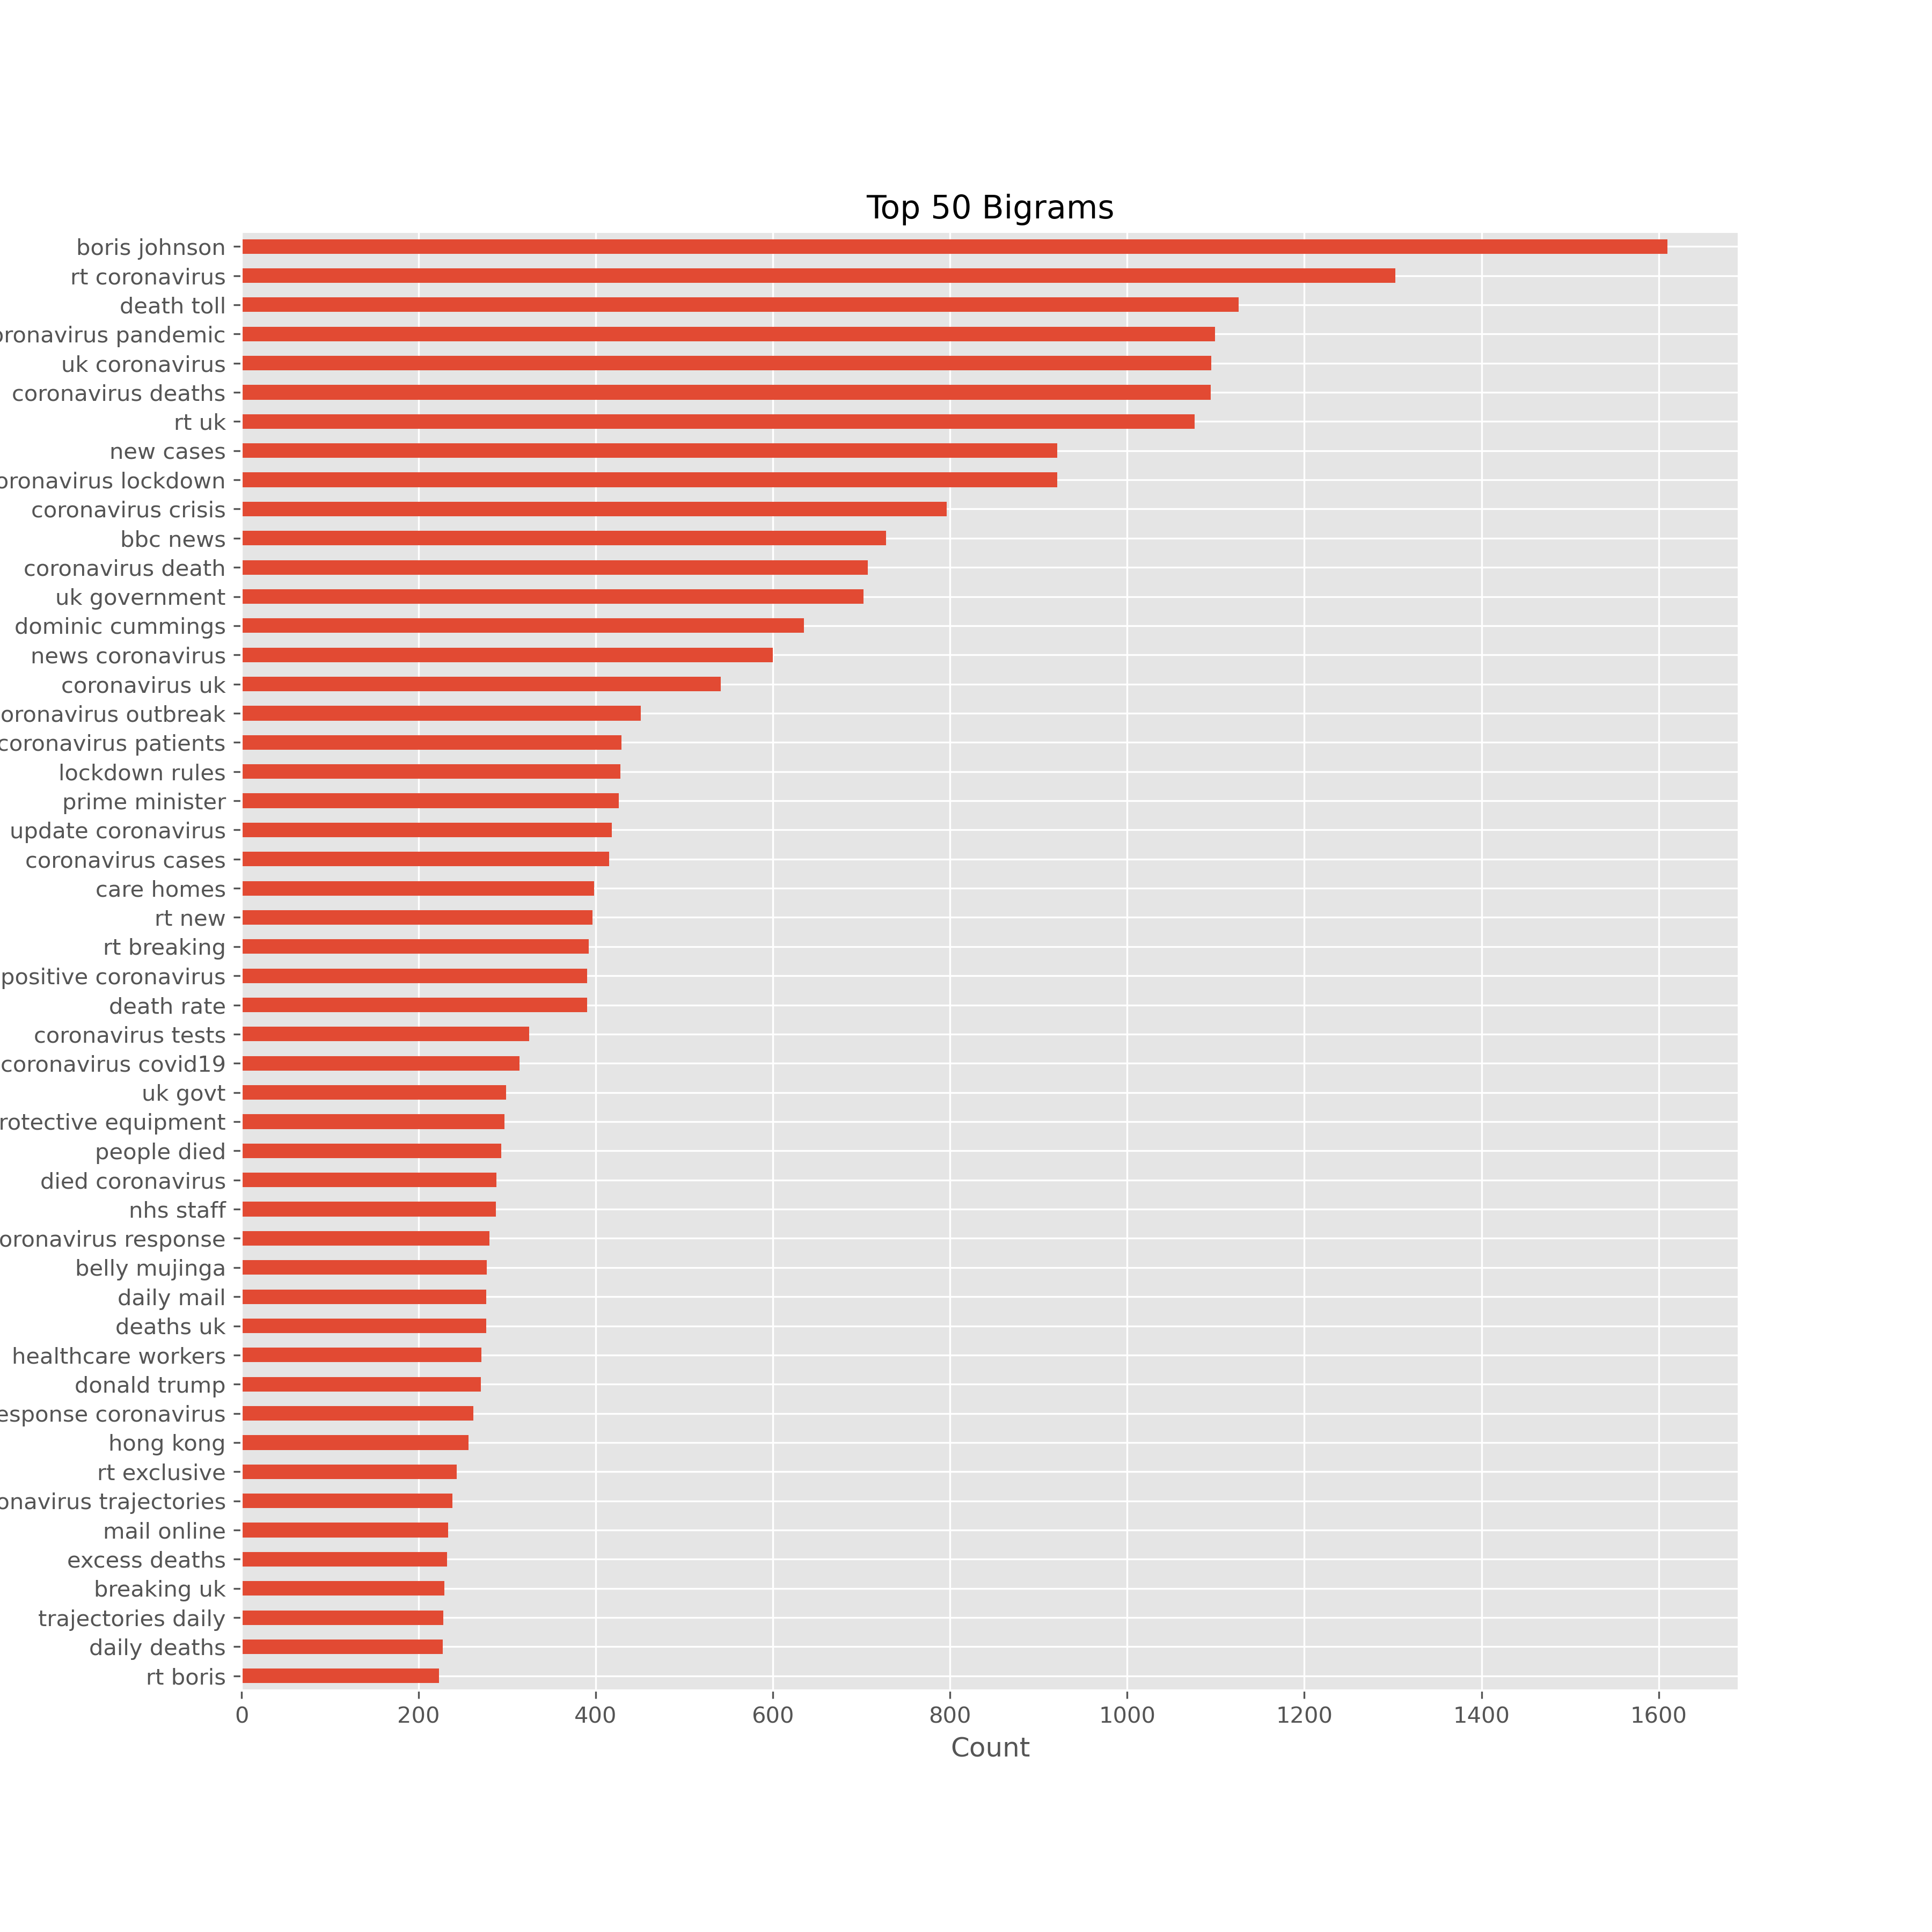 Top 50 Bigrams
boris johnson
rt coronavirus
death toll
oronavirus pandemic
uk coronavirus
coronavirus deaths
rt uk
new cases
oronavirus lockdown
coronavirus crisis
bbc news
coronavirus death
uk government
dominic cummings
news coronavirus
coronavirus uk
oronavirus outbreak
coronavirus patients
lockdown rules
prime minister
update coronavirus
coronavirus cases
care homes
rt new
rt breaking
positive coronavirus
death rate
coronavirus tests
coronavirus covid19
uk govt
rotective equipment
people died
died coronavirus
nhs staff
oronavirus response
belly mujinga
daily mail
deaths uk
healthcare workers
donald trump
esponse coronavirus
hong kong
rt exclusive
onavirus trajectories
mail online
excess deaths
breaking uk
trajectories daily
daily deaths
rt boris
0 200 400 600 800 1000 1200 1400 1600
Count